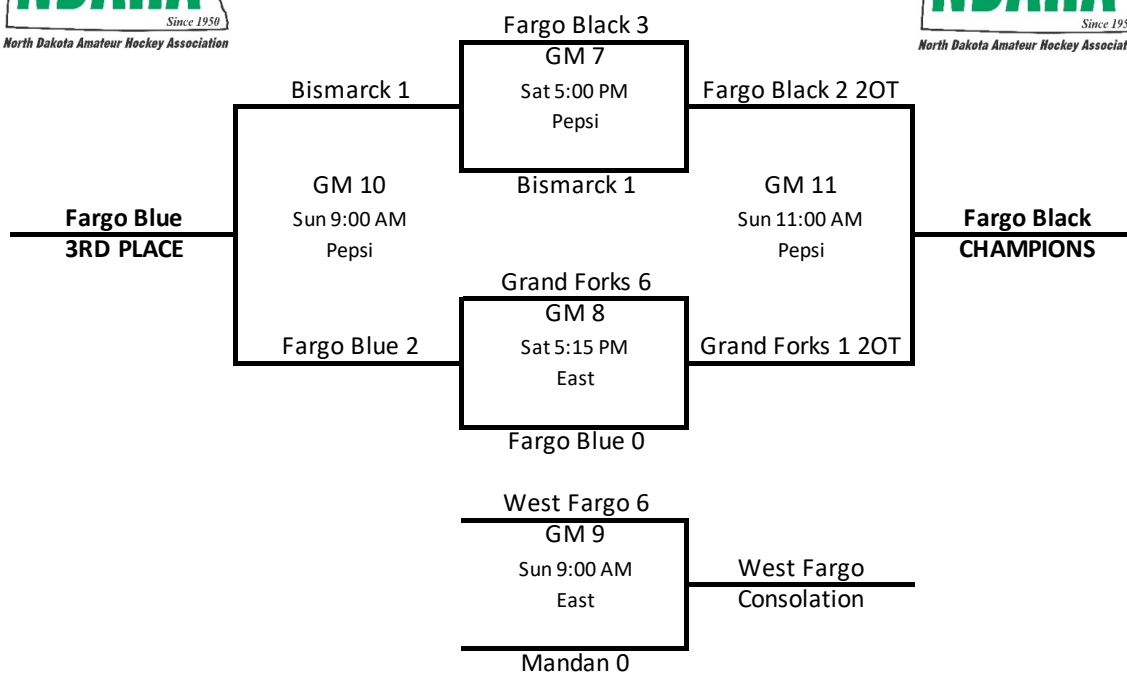 NDAHA
Since 1950
North Dakota Amateur Hockey Association
Since 195
North Dakota Amateur Hockey Associat
Fargo Black 3
GM 7
Sat 5:00 PM
Pepsi
Bismarck 1
Bismarck 1
Fargo Black 2 2OT
GM 10
Sun 9:00 AM
Pepsi
GM 11
Sun 11:00 AM
Pepsi
Fargo Blue
3RD PLACE
Fargo Black
CHAMPIONS
Grand Forks 6
GM 8
Sat 5:15 PM
East
Fargo Blue 0
Fargo Blue 2
Grand Forks 1 2OT
West Fargo 6
GM 9
Sun 9:00 AM
East
Mandan 0
West Fargo
Consolation